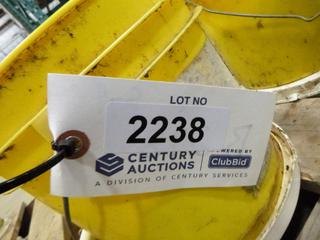 LOT NO
2238
CENTURY
AUCTIONS
POWERED BY
ClubBid
A DIVISION OF CENTURY SERVICES